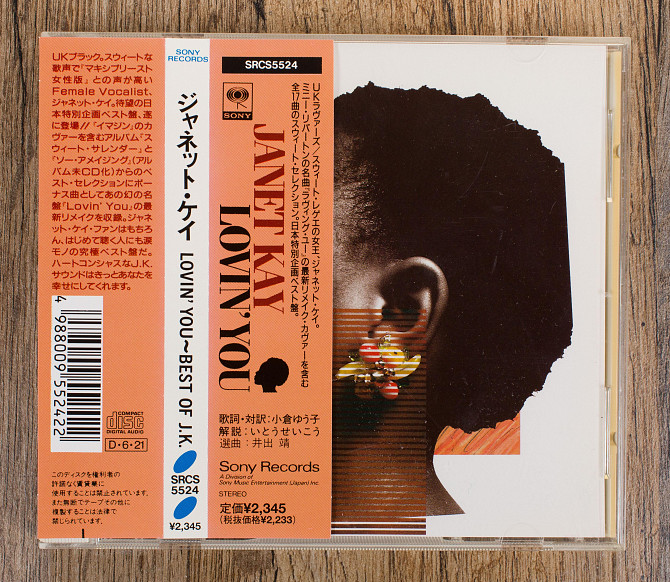 UKブラック。スウィートな
歌声で「マキシプリースト
女性版」との声が高い
Female Vocalist、
ジャネット・ケイ。待望の日
本特別企画ベスト盤、遂
に登場!!「イマジン」のカ
ヴァーを含むアルバム「ス
ウィート・サレンダー」と
「ソー・アメイジング」(アル
バム未CD化)からのベ
スト・セレクションにボーナ
ス曲としてあの幻の名
盤「Lovin' You」の最
新リメイクを収録。ジャネ
ット・ケイ・ファンはもちろ
ん、はじめて聴く人にも涙
モノの究極ベスト盤だ。
ハートコンシャスなJ.K.
サウンドはきっとあなたを
幸せにしてくれます。
4 988009 552422
COMPACT
disc
DIGITAL AUDIO
D・6・21
このディスクを権利者の
許諾なく賃貸業に
使用することは禁止されています。
また無断でテープその他に
複製することは法律で
禁じられています。
SONY
RECORDS
ジャネット・ケイ
LOVIN' YOU〜BEST OF J.K.
SRCS
5524
¥2,345
SRCS5524
SONY
JANET KAY
LOVIN' YOU
UKラヴァーズ/スウィート・レゲエの女王、ジャネット・ケイ。
ミニー・リパートンの名曲「ラヴィング・ユー」の最新リメイク・カヴァーを含む
全17曲のスウィート・セレクション。日本特別企画ベスト盤。
歌詞・対訳:小倉ゆう子
解説:いとうせいこう
選曲:井出 靖
Sony Records
A Division of
Sony Music Entertainment (Japan) Inc.
STEREO
定価¥2,345
(税抜価格¥2,233)